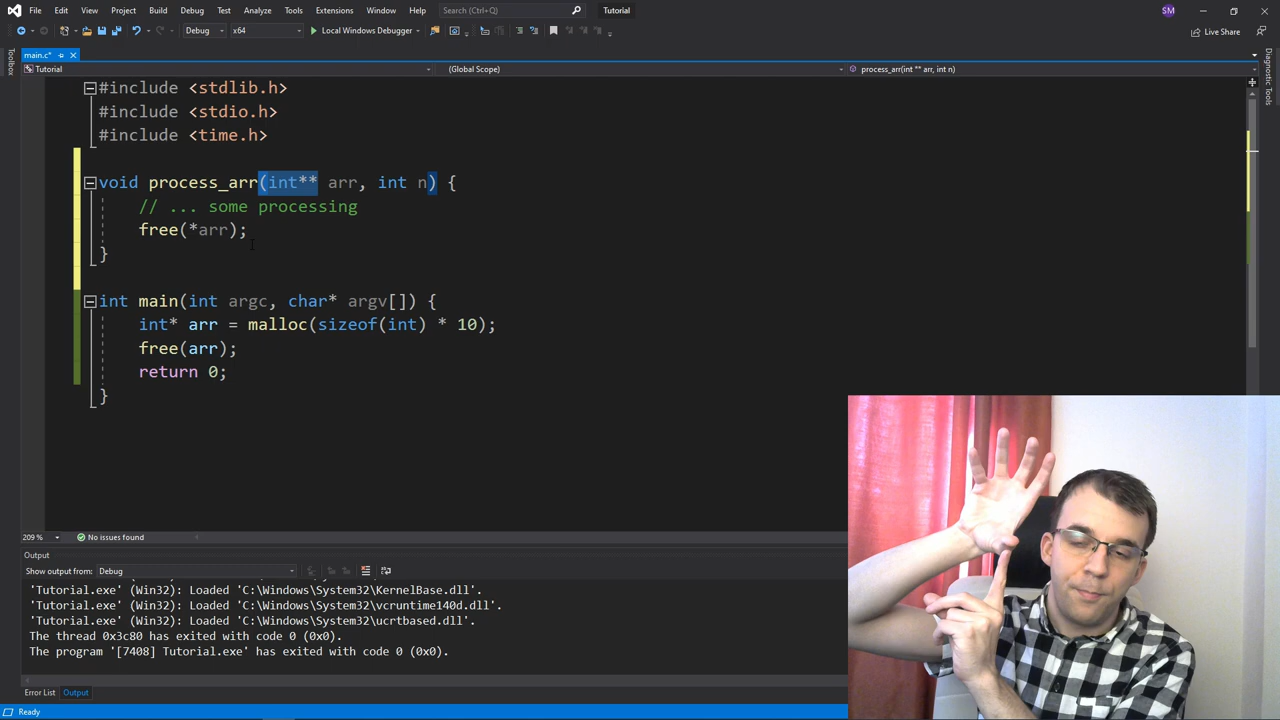 File Edit View Git Project Build Debug Test Analyze Tools Extensions Window Help Search (Ctrl+Q) Tutorial SM
Debug x64 Local Windows Debugger Live Share
main.c*
Tutorial (Global Scope) process_arr(int ** arr, int n)
Toolbox
Diagnostic Tools
#include <stdlib.h>
#include <stdio.h>
#include <time.h>
void process_arr(int** arr, int n) {
// ... some processing
free(*arr);
}
int main(int argc, char* argv[]) {
int* arr = malloc(sizeof(int) * 10);
free(arr);
return 0;
}
209 % No issues found
Output
Show output from: Debug
'Tutorial.exe' (Win32): Loaded 'C:\Windows\System32\KernelBase.dll'.
'Tutorial.exe' (Win32): Loaded 'C:\Windows\System32\vcruntime140d.dll'.
'Tutorial.exe' (Win32): Loaded 'C:\Windows\System32\ucrtbased.dll'.
The thread 0x3c80 has exited with code 0 (0x0).
The program '[7408] Tutorial.exe' has exited with code 0 (0x0).
Error List Output
Ready